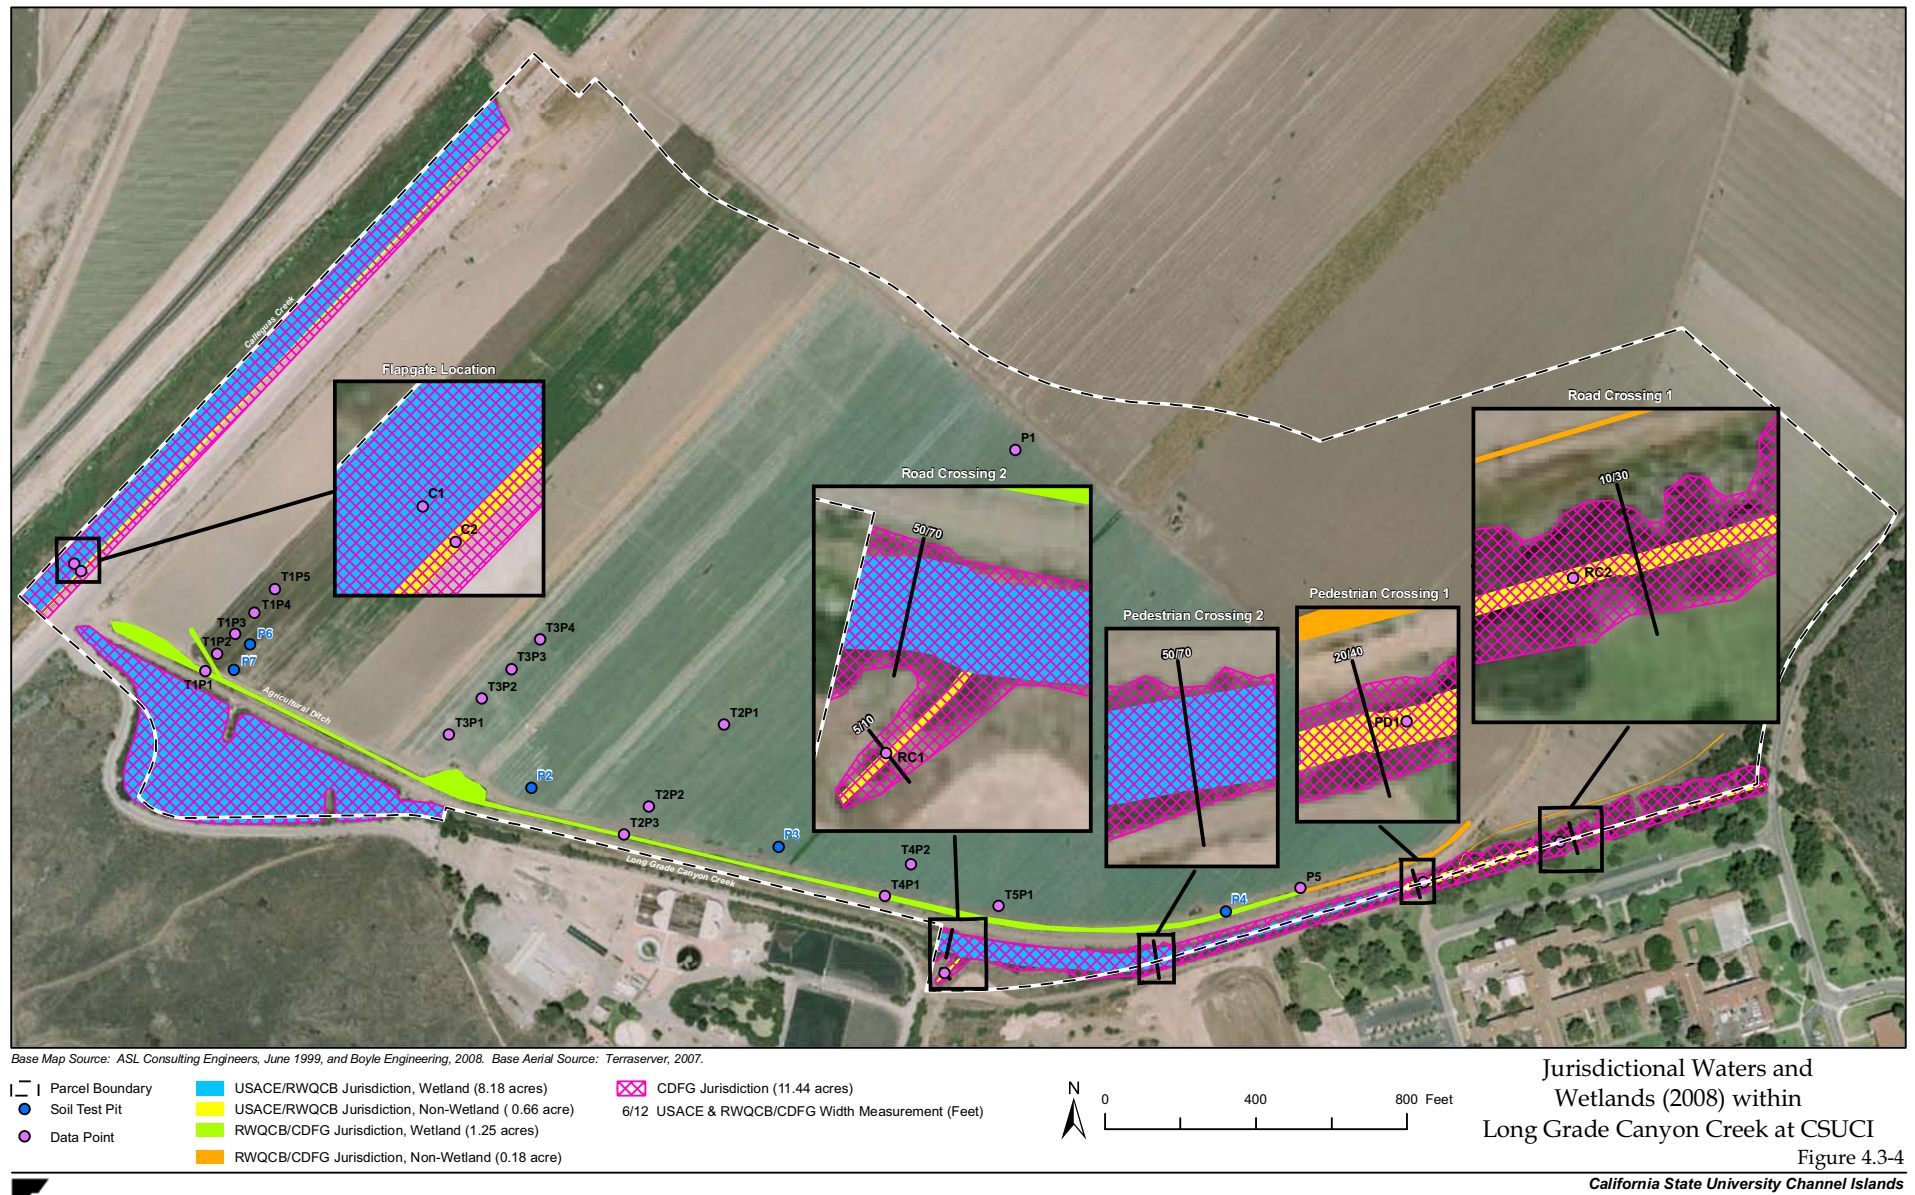 Calleguas Creek
Flapgate Location
C1
C2
P1
Road Crossing 1
10/30
RC2
Road Crossing 2
50/70
5/10
RC1
Pedestrian Crossing 2
50/70
Pedestrian Crossing 1
20/40
PD1
T1P5
T1P4
T1P3
P6
T1P2
P7
T1P1
Agricultural Ditch
T3P4
T3P3
T3P2
T3P1
T2P1
P2
T2P2
T2P3
P3
Long Grade Canyon Creek
T4P2
T4P1
T5P1
P4
P5
Base Map Source: ASL Consulting Engineers, June 1999, and Boyle Engineering, 2008. Base Aerial Source: Terraserver, 2007.
Parcel Boundary
Soil Test Pit
Data Point
USACE/RWQCB Jurisdiction, Wetland (8.18 acres)
USACE/RWQCB Jurisdiction, Non-Wetland ( 0.66 acre)
RWQCB/CDFG Jurisdiction, Wetland (1.25 acres)
RWQCB/CDFG Jurisdiction, Non-Wetland (0.18 acre)
CDFG Jurisdiction (11.44 acres)
6/12 USACE & RWQCB/CDFG Width Measurement (Feet)
N
0 400 800 Feet
Jurisdictional Waters and
Wetlands (2008) within
Long Grade Canyon Creek at CSUCI
Figure 4.3-4
California State University Channel Islands